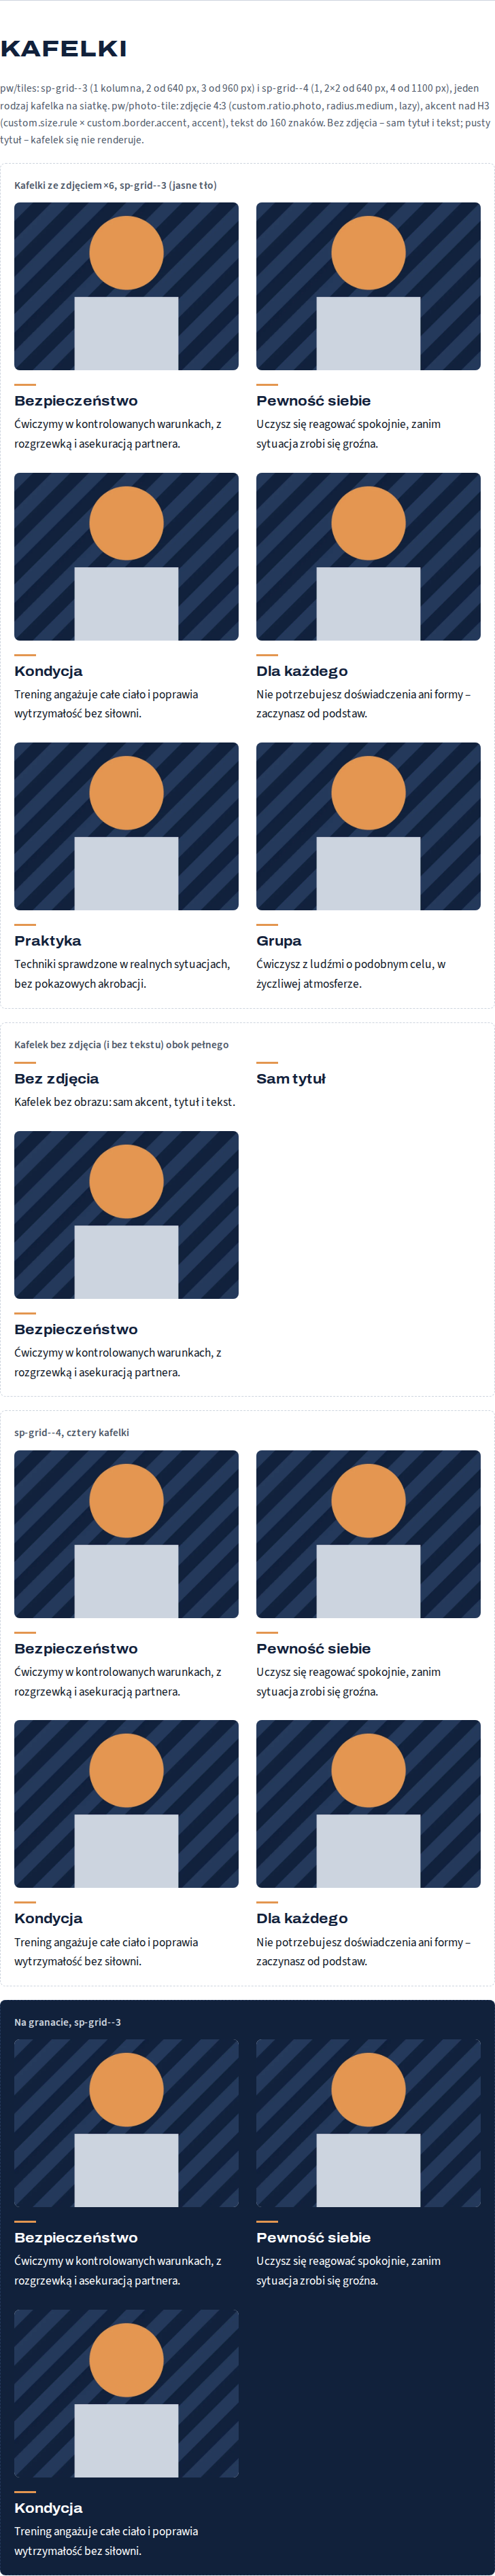 KAFELKI
pw/tiles: sp-grid--3 (1 kolumna, 2 od 640 px, 3 od 960 px) i sp-grid--4 (1, 2×2 od 640 px, 4 od 1100 px), jeden
rodzaj kafelka na siatkę. pw/photo-tile: zdjęcie 4:3 (custom.ratio.photo, radius.medium, lazy), akcent nad H3
(custom.size.rule × custom.border.accent, accent), tekst do 160 znaków. Bez zdjęcia – sam tytuł i tekst; pusty
tytuł – kafelek się nie renderuje.
Kafelki ze zdjęciem ×6, sp-grid--3 (jasne tło)
Bezpieczeństwo
Ćwiczymy w kontrolowanych warunkach, z
rozgrzewką i asekuracją partnera.
Pewność siebie
Uczysz się reagować spokojnie, zanim
sytuacja zrobi się groźna.
Kondycja
Trening angażuje całe ciało i poprawia
wytrzymałość bez siłowni.
Dla każdego
Nie potrzebujesz doświadczenia ani formy –
zaczynasz od podstaw.
Praktyka
Techniki sprawdzone w realnych sytuacjach,
bez pokazowych akrobacji.
Grupa
Ćwiczysz z ludźmi o podobnym celu, w
życzliwej atmosferze.
Kafelek bez zdjęcia (i bez tekstu) obok pełnego
Bez zdjęcia
Kafelek bez obrazu: sam akcent, tytuł i tekst.
Sam tytuł
Bezpieczeństwo
Ćwiczymy w kontrolowanych warunkach, z
rozgrzewką i asekuracją partnera.
sp-grid--4, cztery kafelki
Bezpieczeństwo
Ćwiczymy w kontrolowanych warunkach, z
rozgrzewką i asekuracją partnera.
Pewność siebie
Uczysz się reagować spokojnie, zanim
sytuacja zrobi się groźna.
Kondycja
Trening angażuje całe ciało i poprawia
wytrzymałość bez siłowni.
Dla każdego
Nie potrzebujesz doświadczenia ani formy –
zaczynasz od podstaw.
Na granacie, sp-grid--3
Bezpieczeństwo
Ćwiczymy w kontrolowanych warunkach, z
rozgrzewką i asekuracją partnera.
Pewność siebie
Uczysz się reagować spokojnie, zanim
sytuacja zrobi się groźna.
Kondycja
Trening angażuje całe ciało i poprawia
wytrzymałość bez siłowni.